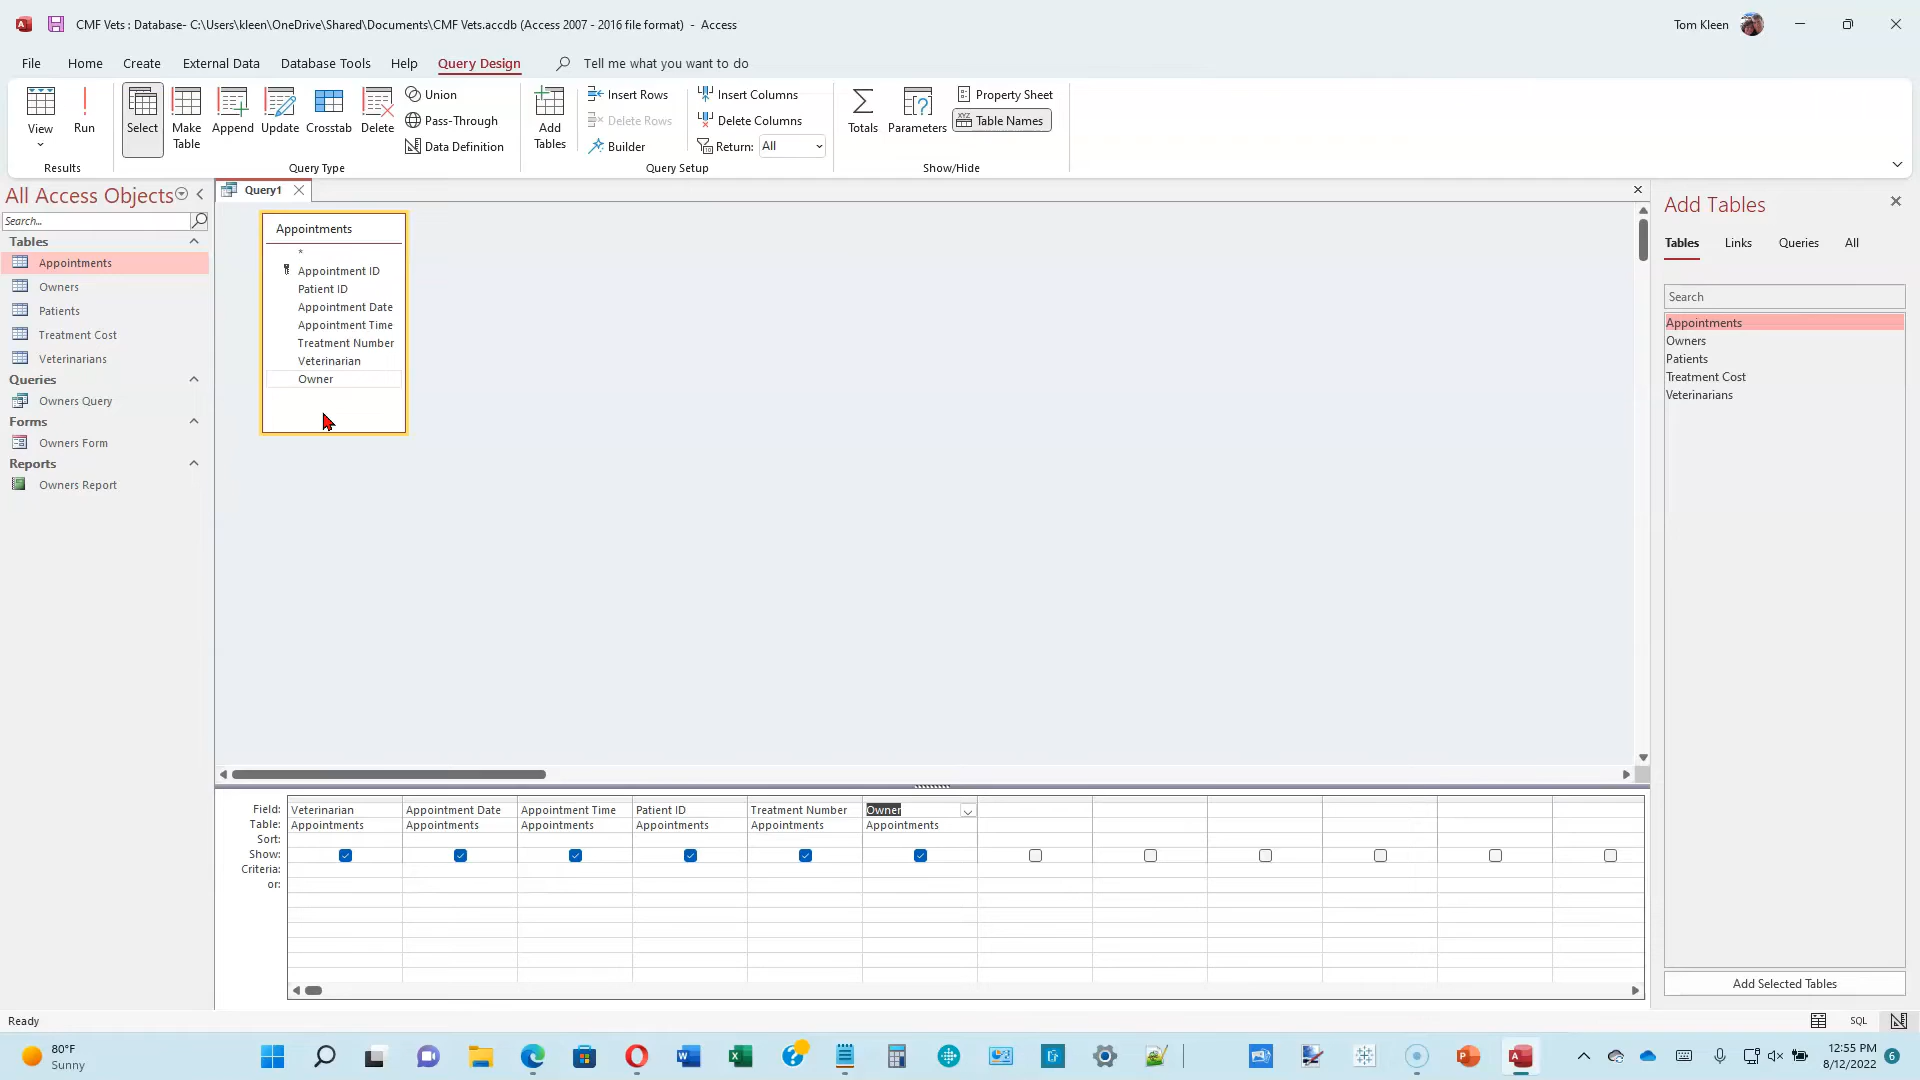 CMF Vets : Database- C:\Users\kleen\OneDrive\Shared\Documents\CMF Vets.accdb (Access 2007 - 2016 file format) - Access
Tom Kleen
File Home Create External Data Database Tools Help Query Design Tell me what you want to do
View
Run
Select
Make Table
Append
Update
Crosstab
Delete
Union
Pass-Through
Data Definition
Add Tables
Insert Rows
Delete Rows
Builder
Insert Columns
Delete Columns
Return: All
Totals
Parameters
Property Sheet
XYZ Table Names
Results
Query Type
Query Setup
Show/Hide
All Access Objects
Search...
Tables
Appointments
Owners
Patients
Treatment Cost
Veterinarians
Queries
Owners Query
Forms
Owners Form
Reports
Owners Report
Query1
Appointments
*
Appointment ID
Patient ID
Appointment Date
Appointment Time
Treatment Number
Veterinarian
Owner
Add Tables
Tables Links Queries All
Search
Appointments
Owners
Patients
Treatment Cost
Veterinarians
Add Selected Tables
Field: Veterinarian Appointment Date Appointment Time Patient ID Treatment Number Owner
Table: Appointments Appointments Appointments Appointments Appointments Appointments
Sort:
Show:
Criteria:
or:
Ready
SQL
80°F
Sunny
12:55 PM
8/12/2022
6